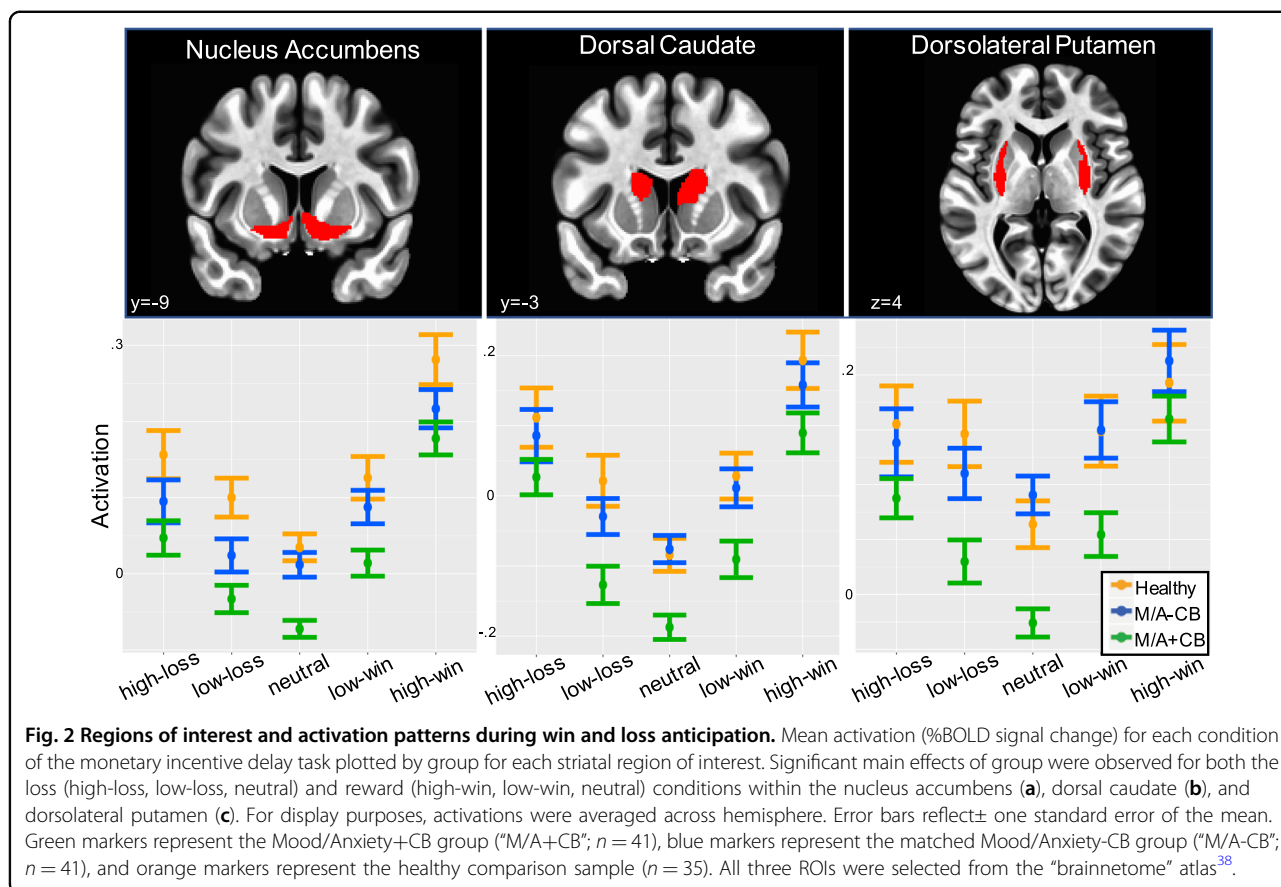 Nucleus Accumbens
Dorsal Caudate
Dorsolateral Putamen
y=-9
y=-3
z=4
Activation
.3
0
.2
0
-.2
.2
0
high-loss
low-loss
neutral
low-win
high-win
high-loss
low-loss
neutral
low-win
high-win
high-loss
low-loss
neutral
low-win
high-win
Healthy
M/A-CB
M/A+CB
Fig. 2 Regions of interest and activation patterns during win and loss anticipation. Mean activation (%BOLD signal change) for each condition
of the monetary incentive delay task plotted by group for each striatal region of interest. Significant main effects of group were observed for both the
loss (high-loss, low-loss, neutral) and reward (high-win, low-win, neutral) conditions within the nucleus accumbens (a), dorsal caudate (b), and
dorsolateral putamen (c). For display purposes, activations were averaged across hemisphere. Error bars reflect± one standard error of the mean.
Green markers represent the Mood/Anxiety+CB group (“M/A+CB”; n = 41), blue markers represent the matched Mood/Anxiety-CB group (“M/A-CB”;
n = 41), and orange markers represent the healthy comparison sample (n = 35). All three ROIs were selected from the “brainnetome” atlas38.